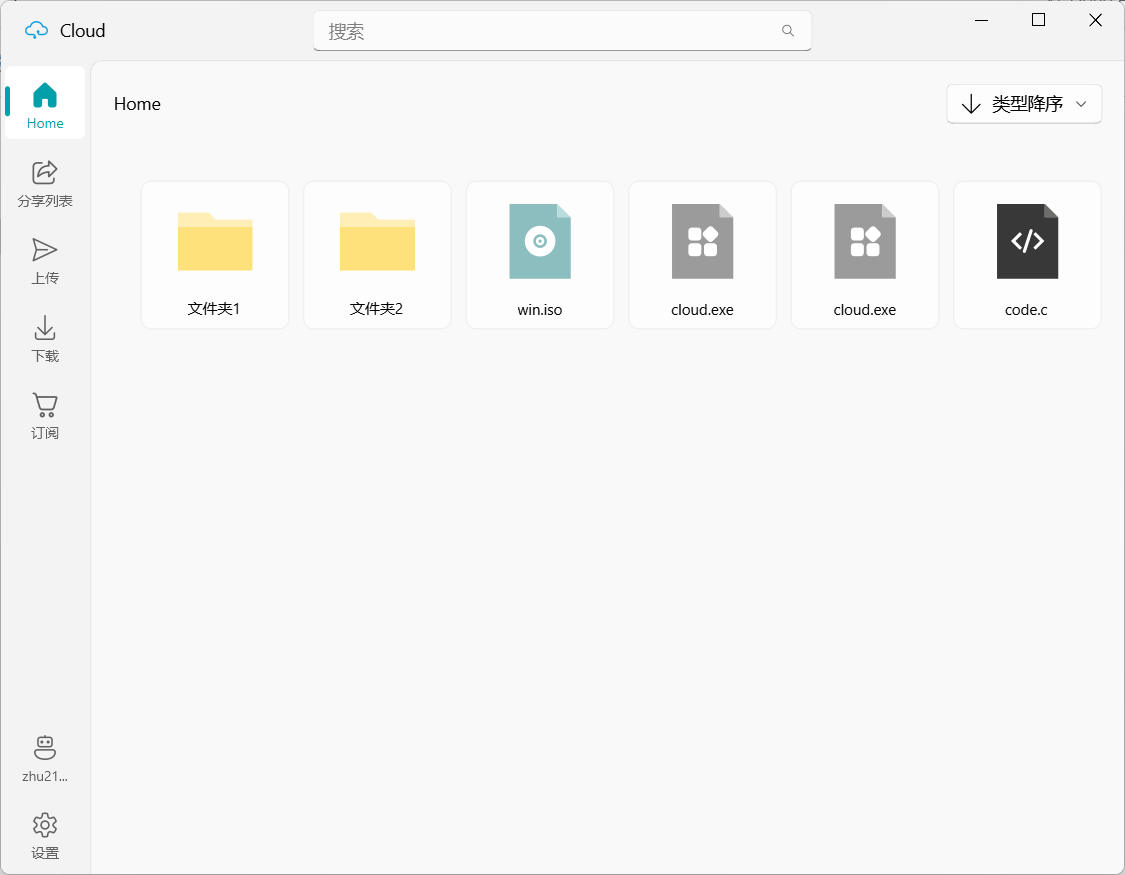 Cloud
搜索
Home
分享列表
上传
下载
订阅
zhu21...
设置
Home
类型降序
文件夹1
文件夹2
win.iso
cloud.exe
cloud.exe
code.c